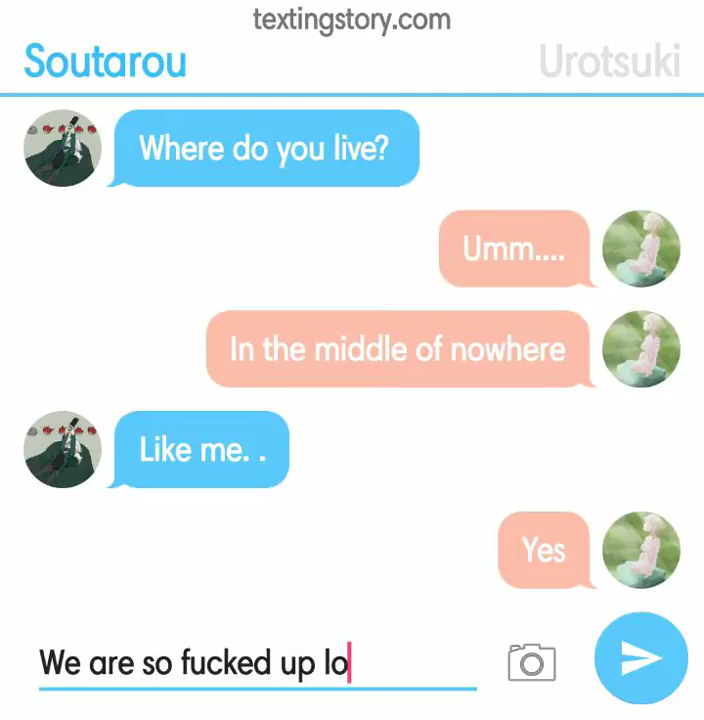 textingstory.com
Soutarou
Urotsuki
Where do you live?
Umm....
In the middle of nowhere
Like me. .
Yes
We are so fucked up lo